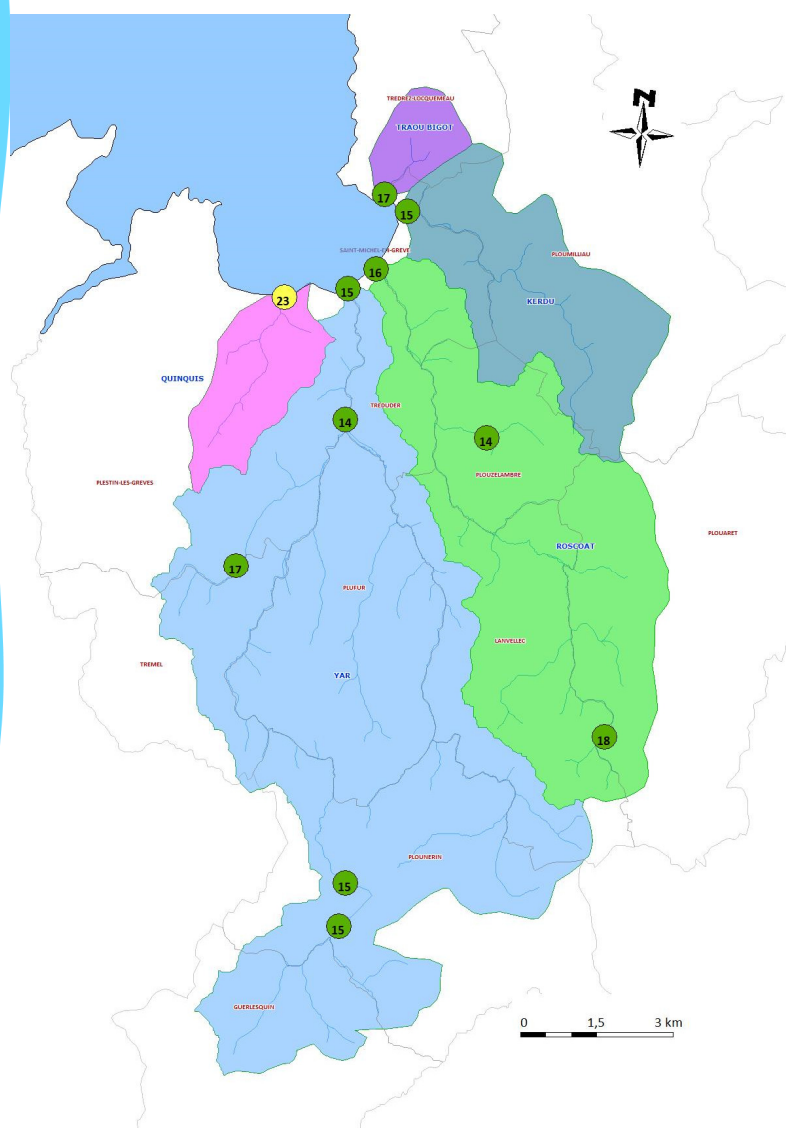 N
TREDREZ-LOCQUEMEAU
TRAOU BIGOT
17
15
SAINT-MICHEL-EN-GREVE
PLOUMILLIAU
16
15
23
KERDU
QUINQUIS
TREDUDER
14
14
PLOUZELAMBRE
PLESTIN-LES-GREVES
PLOUARET
ROSCOAT
17
PLUFUR
LANVELLEC
TREMEL
YAR
18
PLOUNERIN
15
15
GUERLESQUIN
0 1,5 3 km